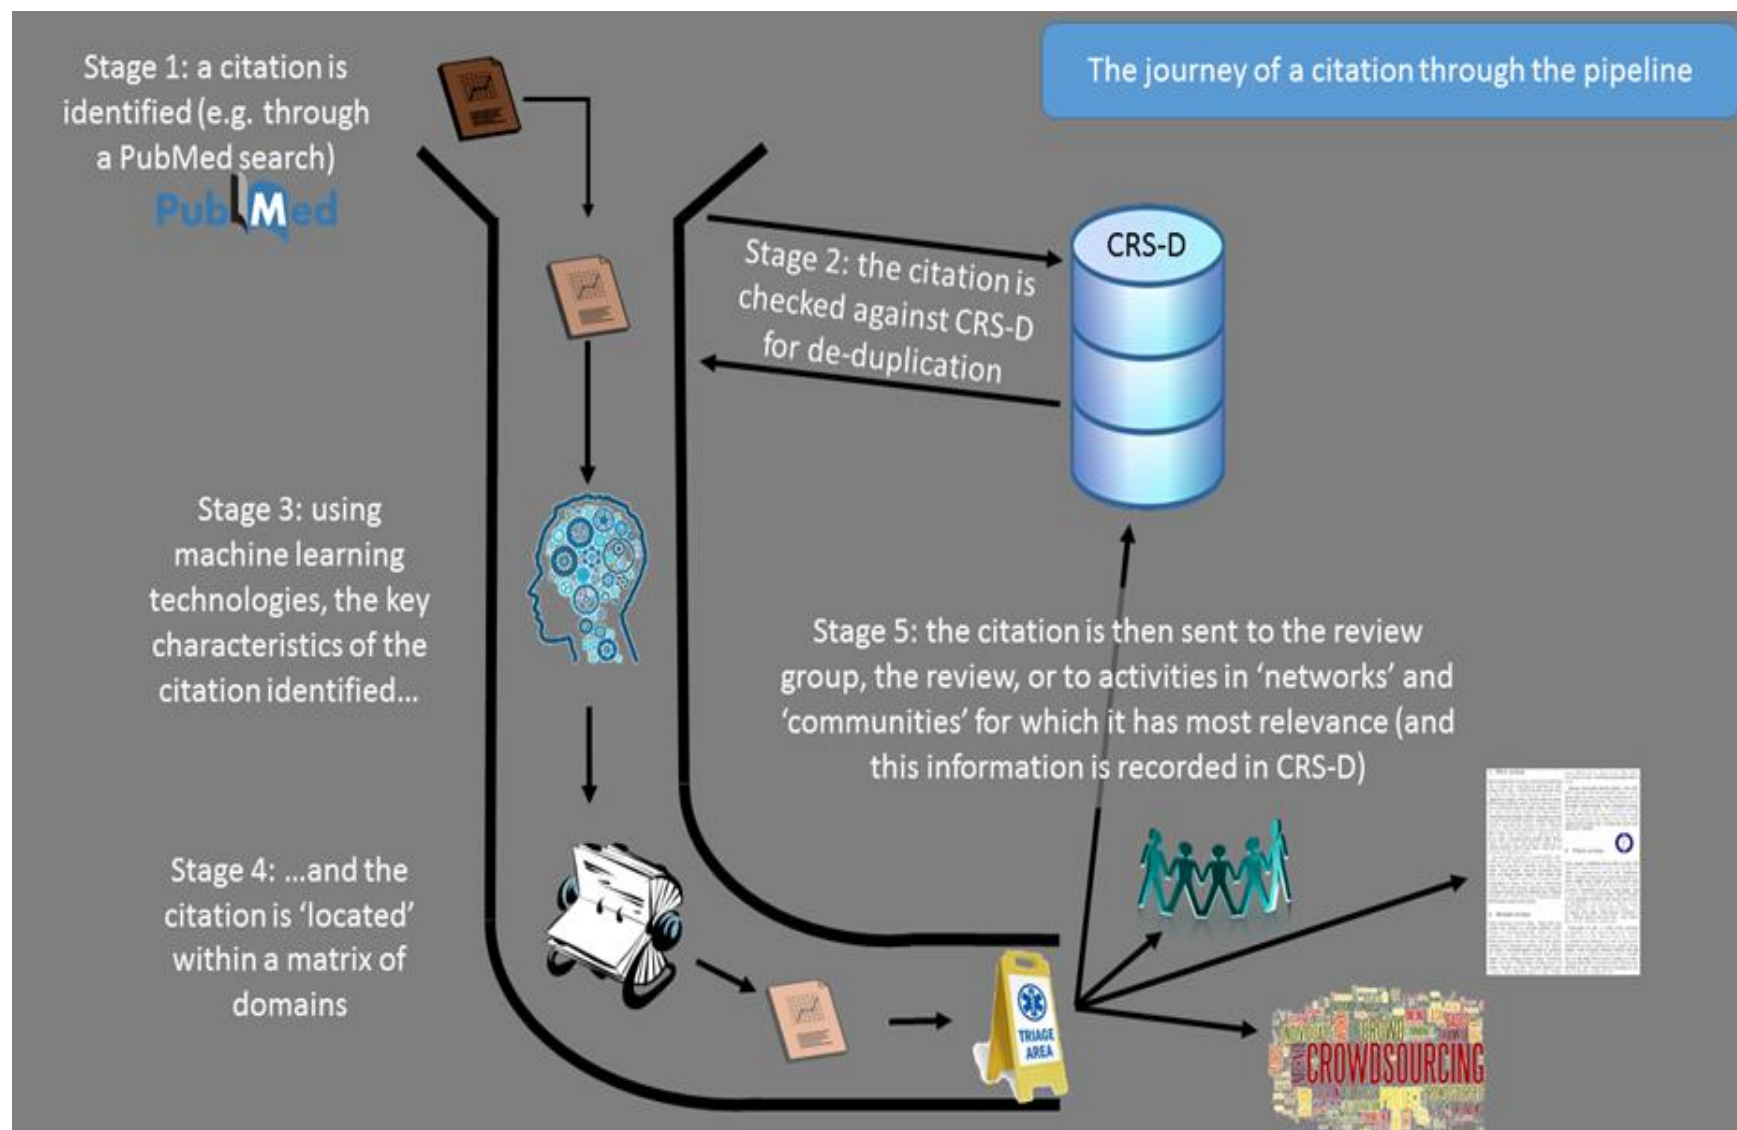 The journey of a citation through the pipeline
Stage 1: a citation is
identified (e.g. through
a PubMed search)
PubMed
CRS-D
Stage 2: the citation is
checked against CRS-D
for de-duplication
Stage 3: using
machine learning
technologies, the key
characteristics of the
citation identified...
Stage 4: ...and the
citation is ‘located’
within a matrix of
domains
Stage 5: the citation is then sent to the review
group, the review, or to activities in ‘networks’ and
‘communities’ for which it has most relevance (and
this information is recorded in CRS-D)
TRIAGE
AREA
CROWDSOURCING